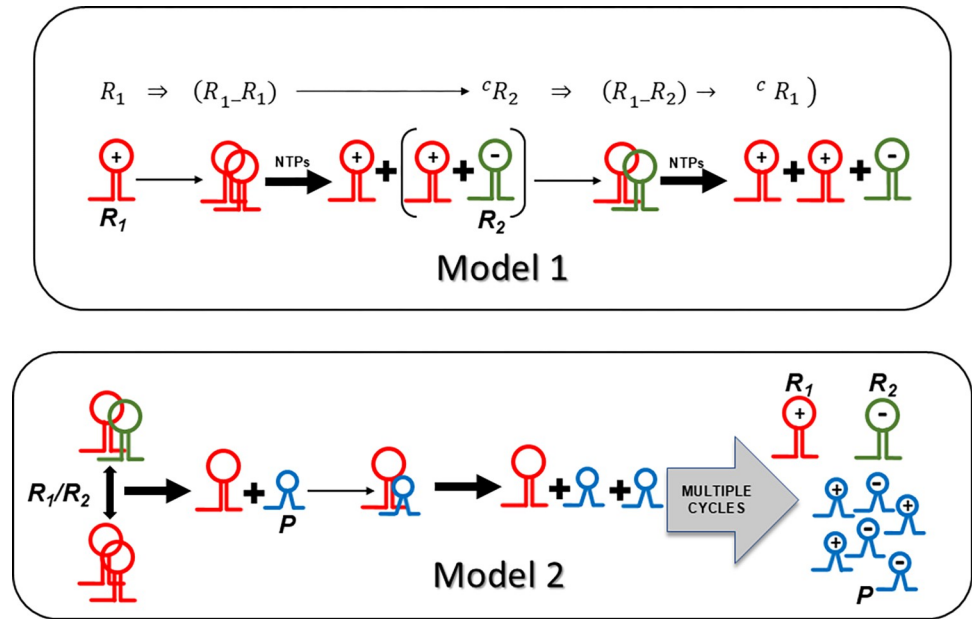 R₁ ⇒ (R₁₋R₁) ⟶ ᶜR₂ ⇒ (R₁₋R₂) → ᶜ R₁ )
+ NTPs + + ( + + - ) NTPs + + + + -
R₁ R₂
Model 1
R₁ R₂
+ -
R₁/R₂ + + + MULTIPLE CYCLES + - + + - -
P P
Model 2